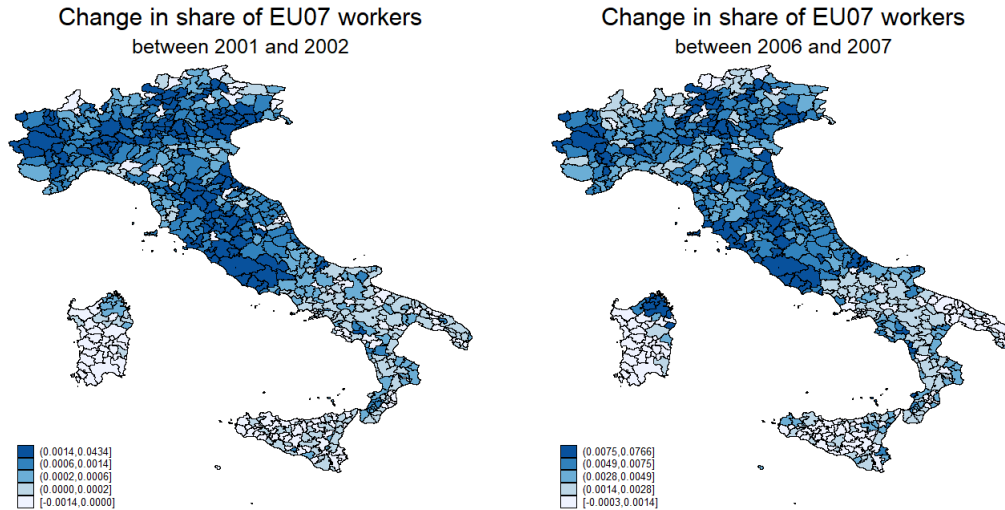 Change in share of EU07 workers
between 2001 and 2002
(0.0014,0.0434]
(0.0006,0.0014]
(0.0002,0.0006]
(0.0000,0.0002]
[-0.0014,0.0000]
Change in share of EU07 workers
between 2006 and 2007
(0.0075,0.0766]
(0.0049,0.0075]
(0.0028,0.0049]
(0.0014,0.0028]
[-0.0003,0.0014]